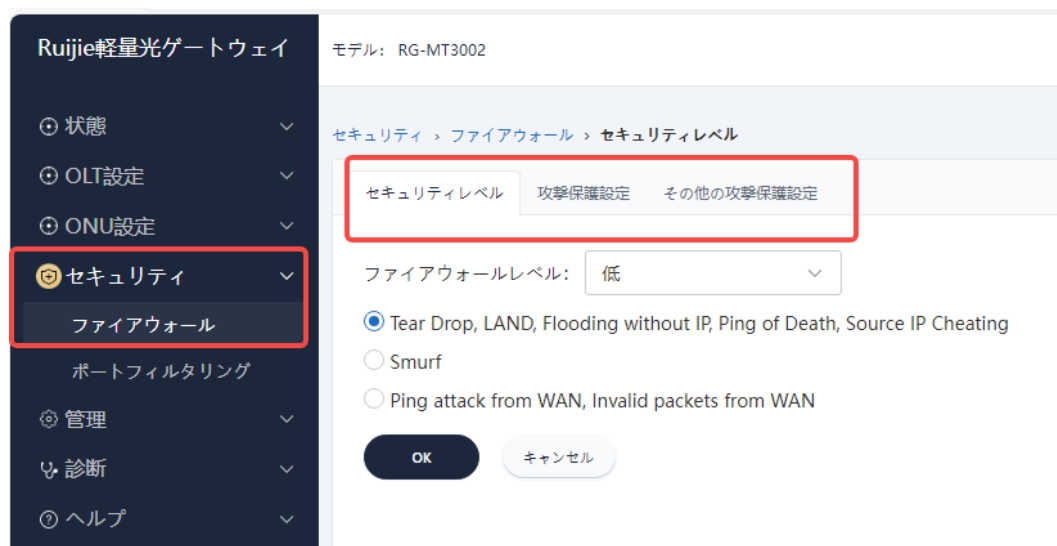 Ruijie軽量光ゲートウェイ
モデル: RG-MT3002
状態
OLT設定
ONU設定
セキュリティ
ファイアウォール
ポートフィルタリング
管理
診断
ヘルプ
セキュリティ › ファイアウォール › セキュリティレベル
セキュリティレベル 攻撃保護設定 その他の攻撃保護設定
ファイアウォールレベル: 低
Tear Drop, LAND, Flooding without IP, Ping of Death, Source IP Cheating
Smurf
Ping attack from WAN, Invalid packets from WAN
OK キャンセル